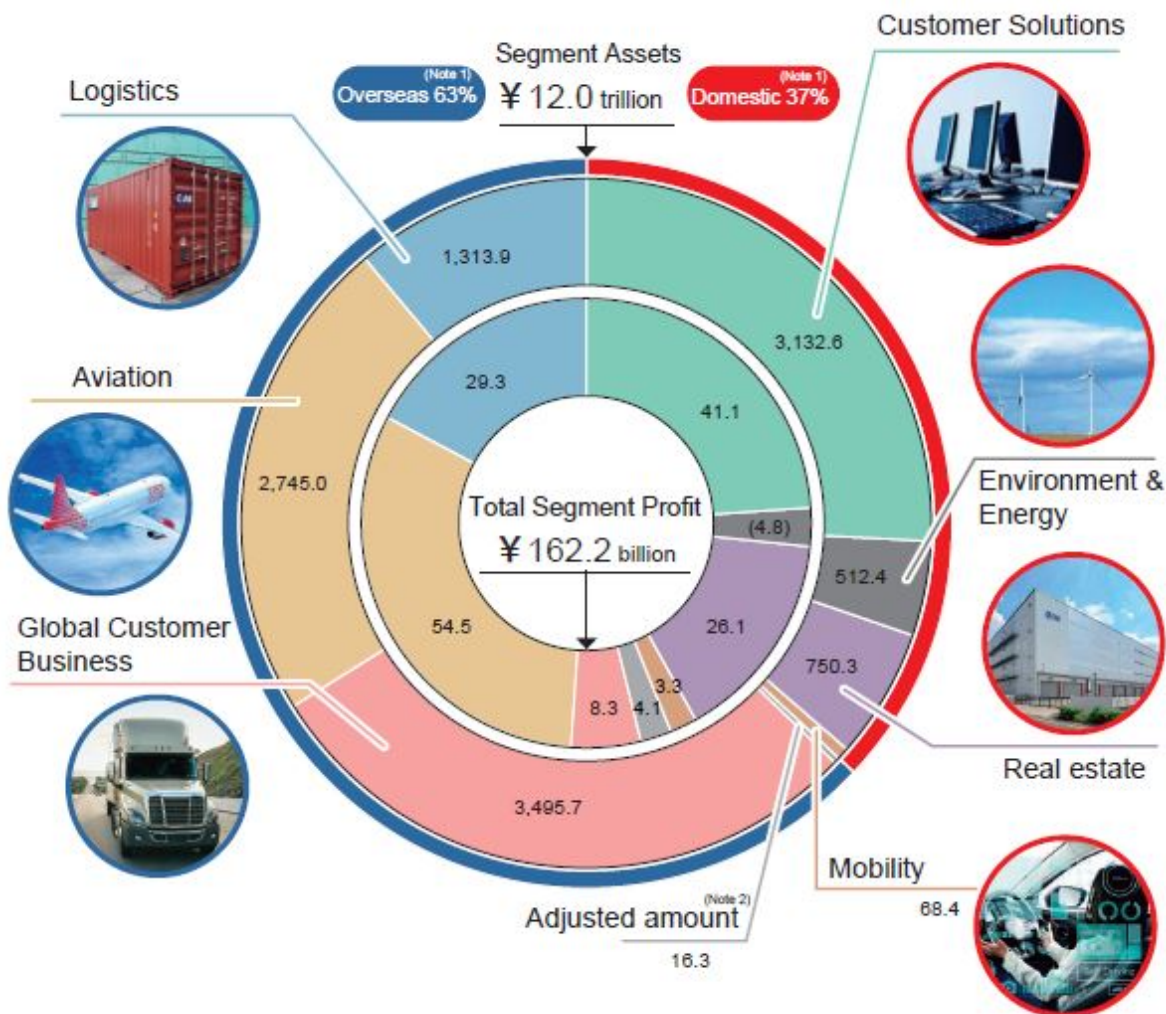 Customer Solutions
Segment Assets
(Note 1)
Overseas 63%
¥ 12.0 trillion
(Note 1)
Domestic 37%
Logistics
1,313.9
3,132.6
29.3
41.1
Aviation
2,745.0
Total Segment Profit
¥ 162.2 billion
(4.8)
Environment &
Energy
512.4
54.5
26.1
750.3
Global Customer
Business
8.3
4.1
3.3
Real estate
3,495.7
Mobility
68.4
(Note 2)
Adjusted amount
16.3